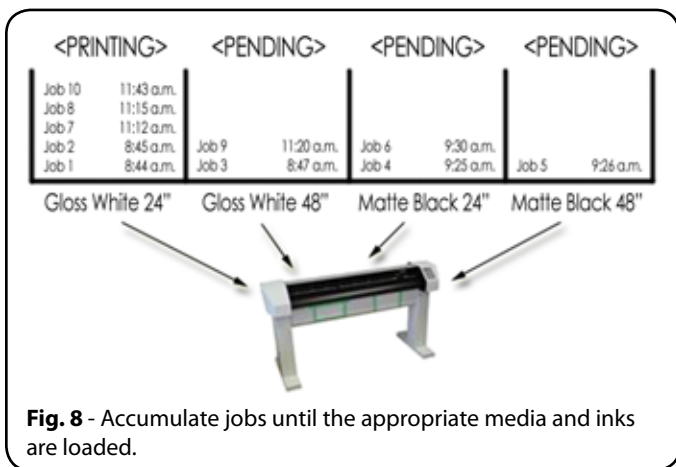 <PRINTING> <PENDING> <PENDING> <PENDING>
Job 10 11:43 a.m.
Job 8 11:15 a.m.
Job 7 11:12 a.m.
Job 2 8:45 a.m.
Job 1 8:44 a.m.
Job 9 11:20 a.m.
Job 3 8:47 a.m.
Job 6 9:30 a.m.
Job 4 9:25 a.m.
Job 5 9:26 a.m.
Gloss White 24" Gloss White 48" Matte Black 24" Matte Black 48"
Fig. 8 - Accumulate jobs until the appropriate media and inks
are loaded.